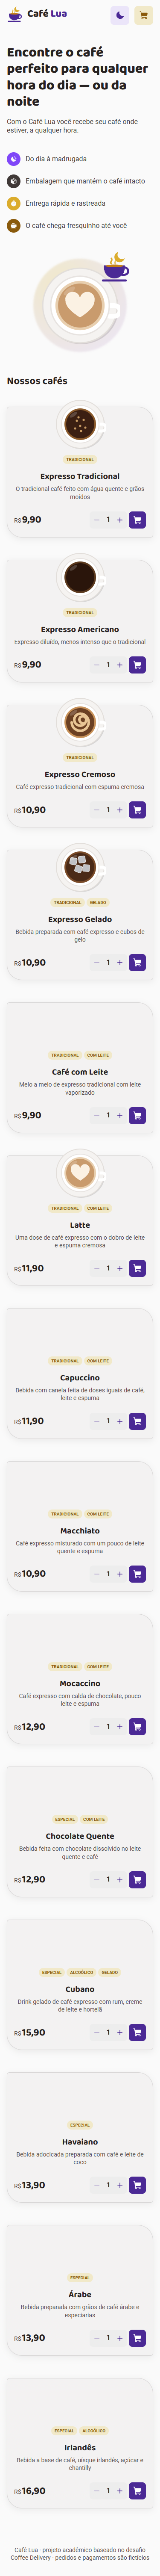 Café Lua
Encontre o café
perfeito para qualquer
hora do dia — ou da
noite
Com o Café Lua você recebe seu café onde
estiver, a qualquer hora.
Do dia à madrugada
Embalagem que mantém o café intacto
Entrega rápida e rastreada
O café chega fresquinho até você
Nossos cafés
TRADICIONAL
Expresso Tradicional
O tradicional café feito com água quente e grãos
moídos
R$ 9,90 − 1 +
TRADICIONAL
Expresso Americano
Expresso diluído, menos intenso que o tradicional
R$ 9,90 − 1 +
TRADICIONAL
Expresso Cremoso
Café expresso tradicional com espuma cremosa
R$ 10,90 − 1 +
TRADICIONAL GELADO
Expresso Gelado
Bebida preparada com café expresso e cubos de
gelo
R$ 10,90 − 1 +
TRADICIONAL COM LEITE
Café com Leite
Meio a meio de expresso tradicional com leite
vaporizado
R$ 9,90 − 1 +
TRADICIONAL COM LEITE
Latte
Uma dose de café expresso com o dobro de leite
e espuma cremosa
R$ 11,90 − 1 +
TRADICIONAL COM LEITE
Capuccino
Bebida com canela feita de doses iguais de café,
leite e espuma
R$ 11,90 − 1 +
TRADICIONAL COM LEITE
Macchiato
Café expresso misturado com um pouco de leite
quente e espuma
R$ 10,90 − 1 +
TRADICIONAL COM LEITE
Mocaccino
Café expresso com calda de chocolate, pouco
leite e espuma
R$ 12,90 − 1 +
ESPECIAL COM LEITE
Chocolate Quente
Bebida feita com chocolate dissolvido no leite
quente e café
R$ 12,90 − 1 +
ESPECIAL ALCOÓLICO GELADO
Cubano
Drink gelado de café expresso com rum, creme
de leite e hortelã
R$ 15,90 − 1 +
ESPECIAL
Havaiano
Bebida adocicada preparada com café e leite de
coco
R$ 13,90 − 1 +
ESPECIAL
Árabe
Bebida preparada com grãos de café árabe e
especiarias
R$ 13,90 − 1 +
ESPECIAL ALCOÓLICO
Irlandês
Bebida a base de café, uísque irlandês, açúcar e
chantilly
R$ 16,90 − 1 +
Café Lua · projeto acadêmico baseado no desafio
Coffee Delivery · pedidos e pagamentos são fictícios